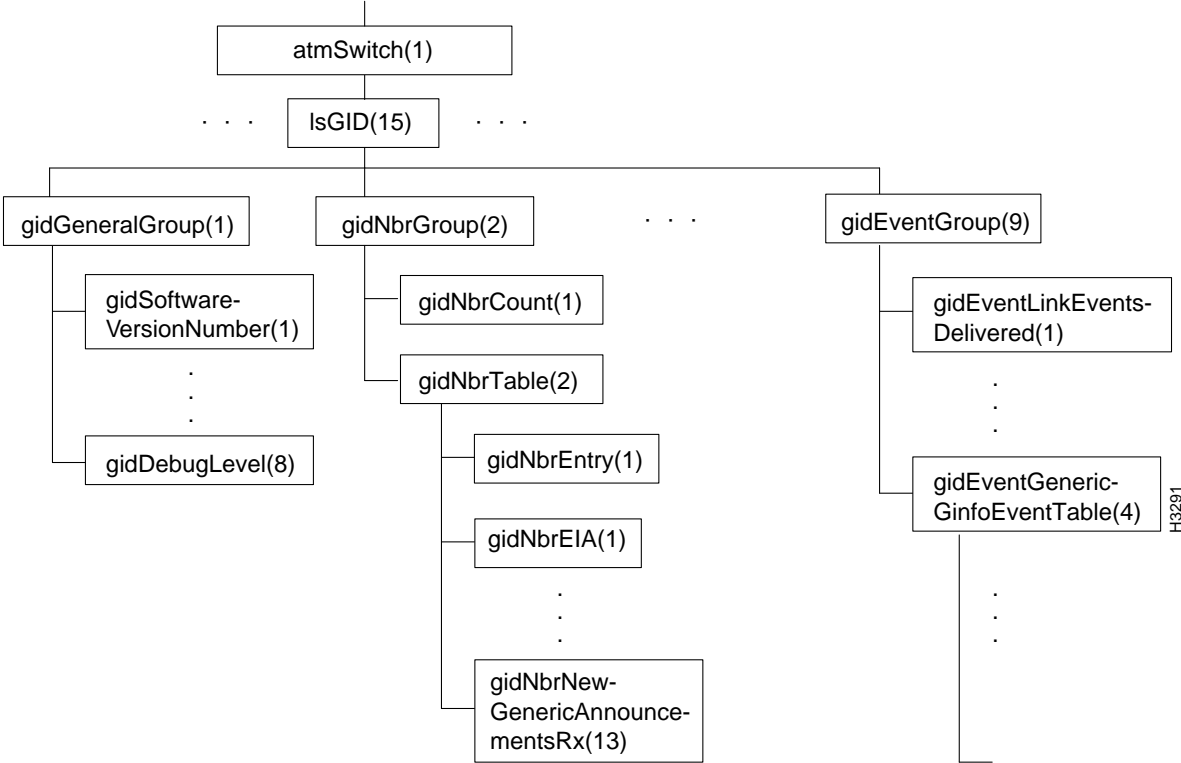 atmSwitch(1)
. . .
lsGID(15)
. . .
gidGeneralGroup(1)
gidNbrGroup(2)
. . .
gidEventGroup(9)
gidSoftware-
VersionNumber(1)
.
.
.
gidDebugLevel(8)
gidNbrCount(1)
gidNbrTable(2)
gidNbrEntry(1)
gidNbrEIA(1)
.
.
.
gidNbrNew-
GenericAnnounce-
mentsRx(13)
gidEventLinkEvents-
Delivered(1)
.
.
.
gidEventGeneric-
GinfoEventTable(4)
.
.
.
H3291